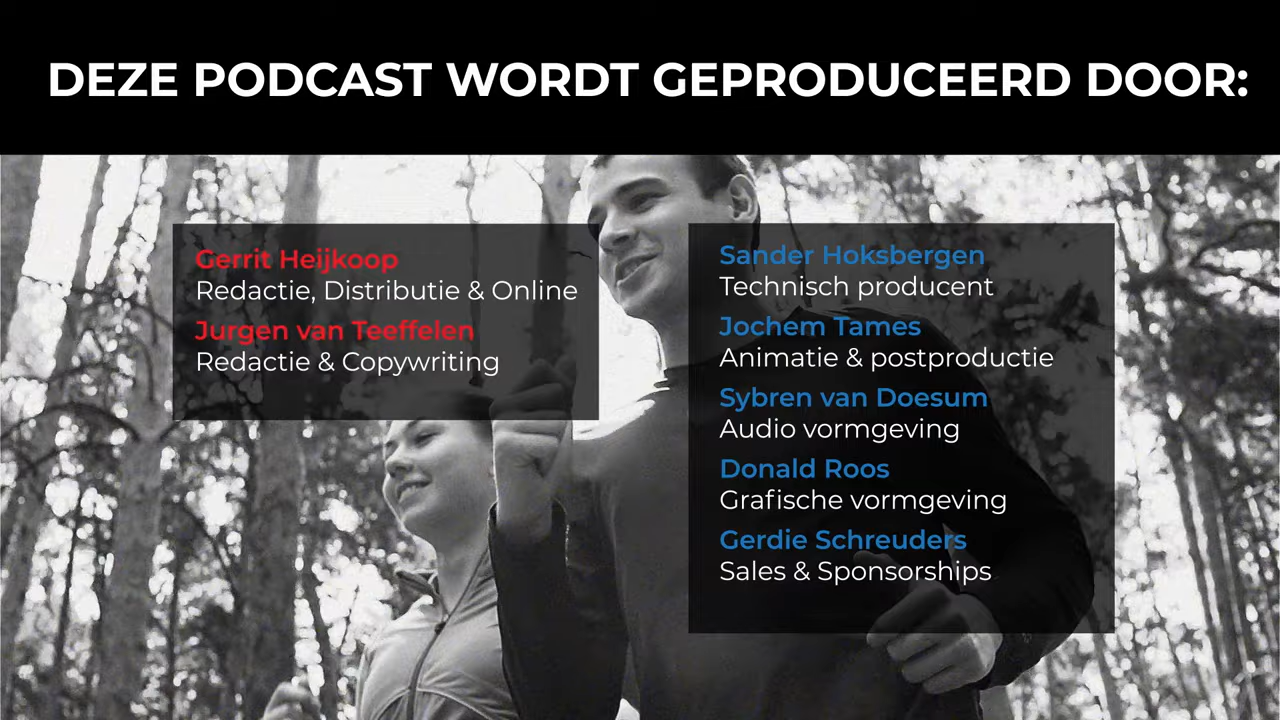 DEZE PODCAST WORDT GEPRODUCEERD DOOR:
Gerrit Heijkoop
Redactie, Distributie & Online
Jurgen van Teeffelen
Redactie & Copywriting
Sander Hoksbergen
Technisch producent
Jochem Tames
Animatie & postproductie
Sybren van Doesum
Audio vormgeving
Donald Roos
Grafische vormgeving
Gerdie Schreuders
Sales & Sponsorships